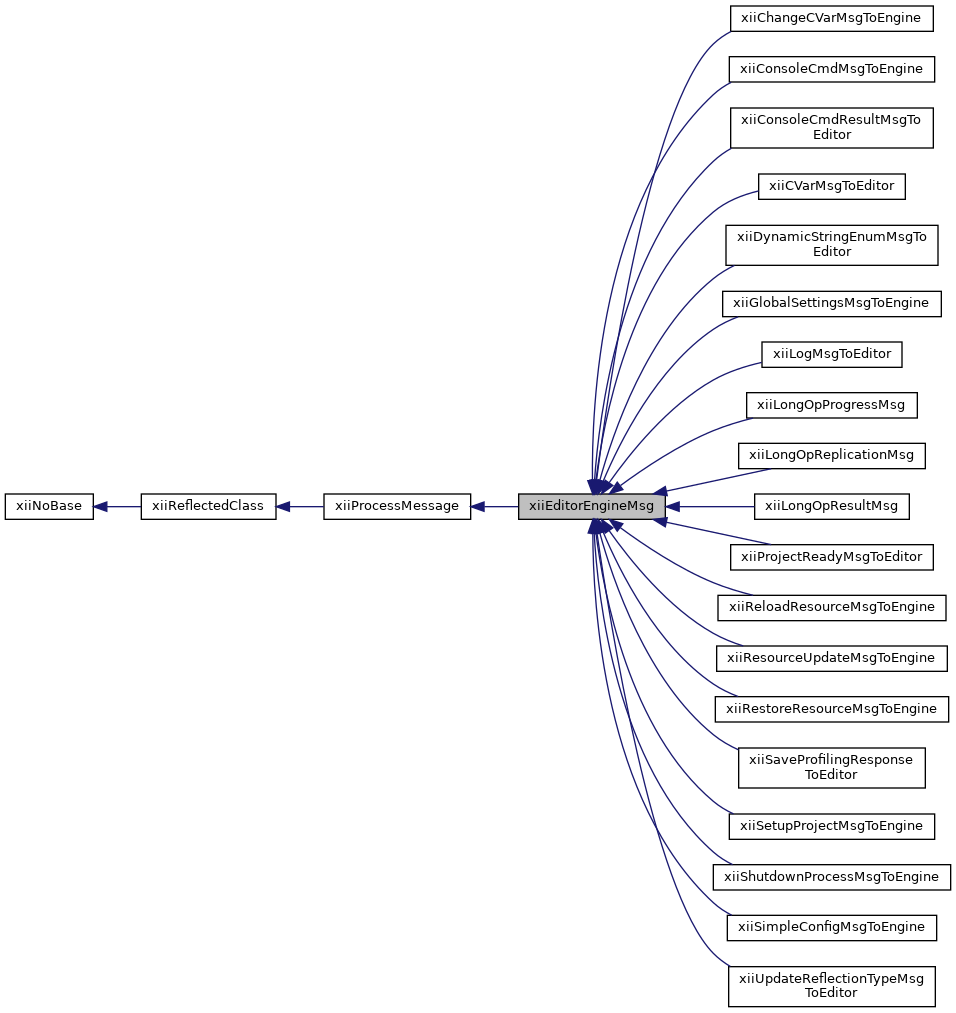 xiiChangeCVarMsgToEngine
xiiConsoleCmdMsgToEngine
xiiConsoleCmdResultMsgTo
Editor
xiiCVarMsgToEditor
xiiDynamicStringEnumMsgTo
Editor
xiiGlobalSettingsMsgToEngine
xiiLogMsgToEditor
xiiLongOpProgressMsg
xiiLongOpReplicationMsg
xiiNoBase
xiiReflectedClass
xiiProcessMessage
xiiEditorEngineMsg
xiiLongOpResultMsg
xiiProjectReadyMsgToEditor
xiiReloadResourceMsgToEngine
xiiResourceUpdateMsgToEngine
xiiRestoreResourceMsgToEngine
xiiSaveProfilingResponse
ToEditor
xiiSetupProjectMsgToEngine
xiiShutdownProcessMsgToEngine
xiiSimpleConfigMsgToEngine
xiiUpdateReflectionTypeMsg
ToEditor